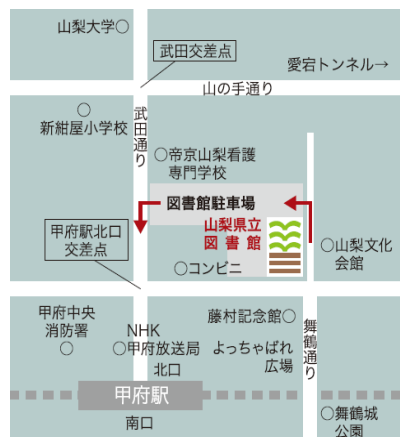 山梨大学
武田交差点
愛宕トンネル→
山の手通り
新紺屋小学校
武田通り
帝京山梨看護
専門学校
図書館駐車場
甲府駅北口
交差点
山梨県立
図書館
山梨文化
会館
コンビニ
甲府中央
消防署
NHK
甲府放送局
北口
藤村記念館
よっちゃばれ
広場
舞鶴通り
甲府駅
南口
舞鶴城
公園